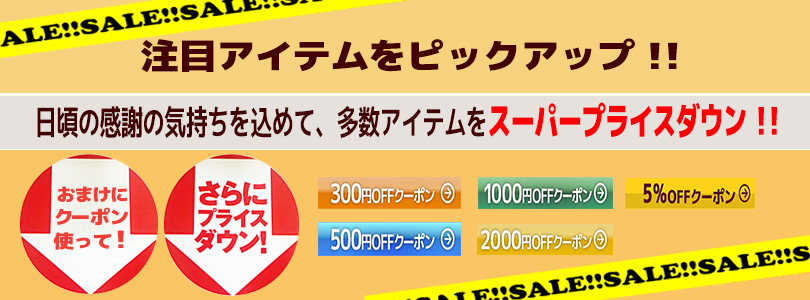 ALE!!SALE!!SALE!!SALE!!
注目アイテムをピックアップ !!
日頃の感謝の気持ちを込めて、多数アイテムをスーパープライスダウン !!
おまけに
クーポン
使って!
さらに
プライス
ダウン!
300円OFFクーポン
1000円OFFクーポン
5%OFFクーポン
500円OFFクーポン
2000円OFFクーポン
SALE!!SALE!!SALE!!SALE!!S